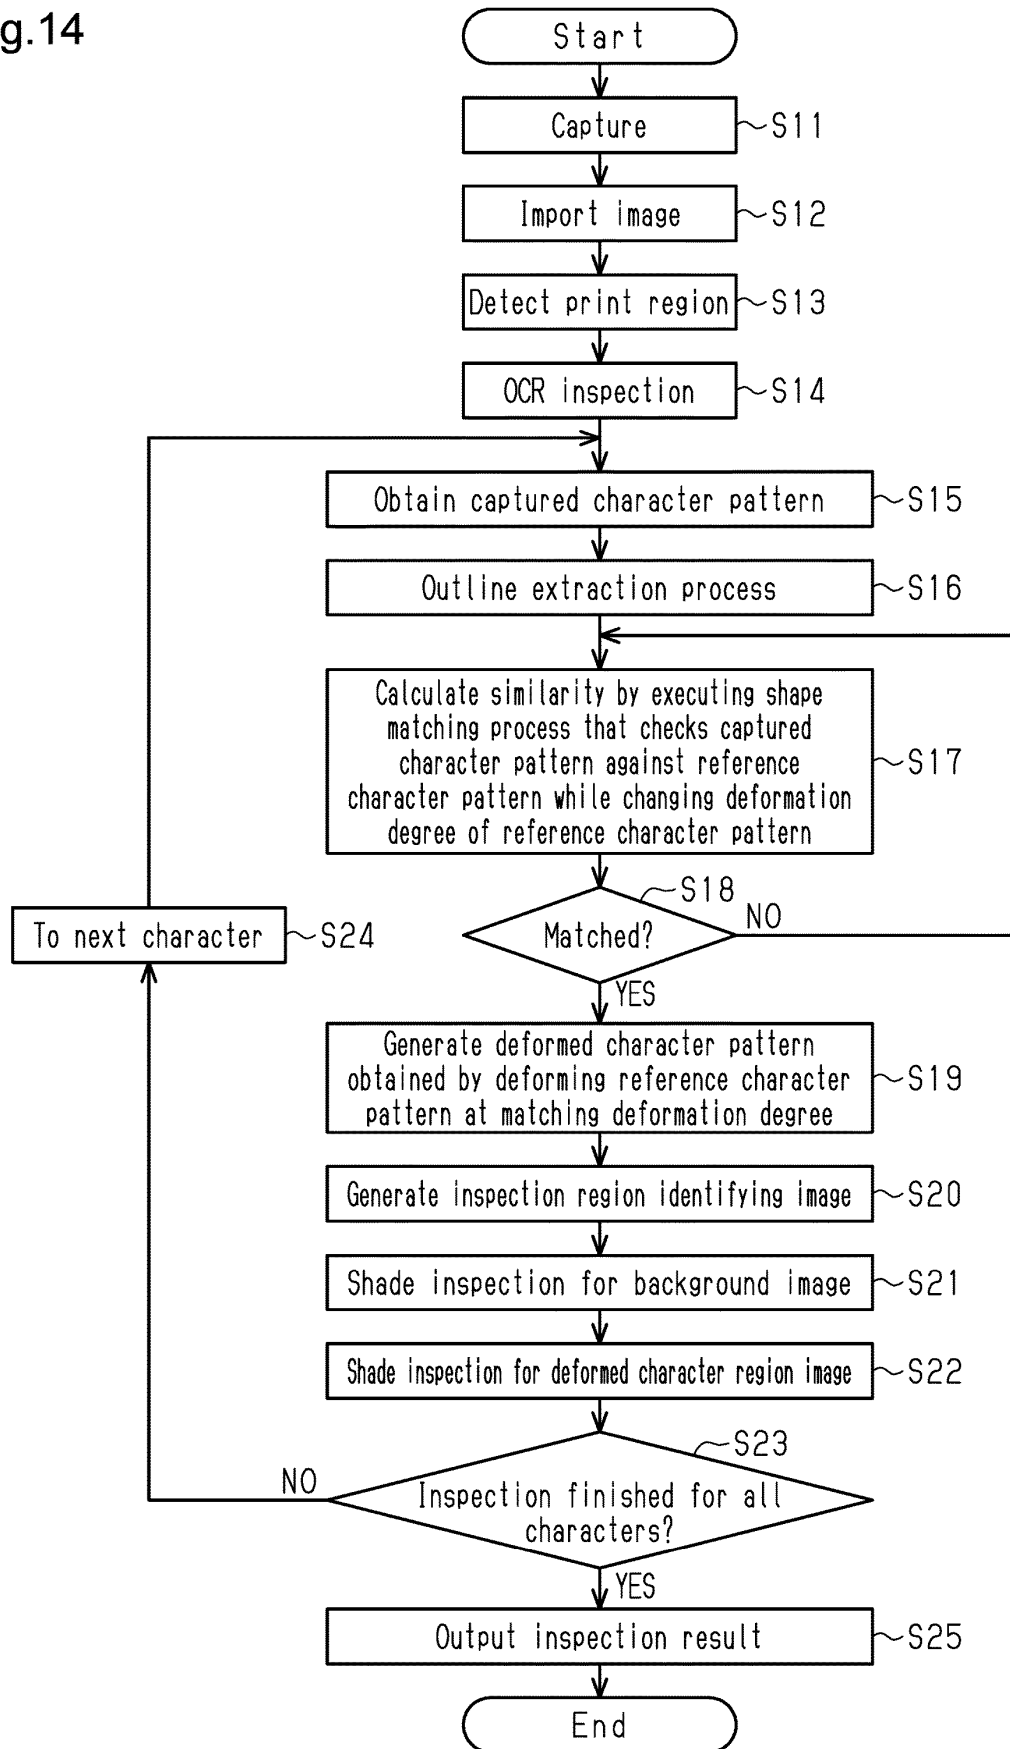 g.14
Start
Capture
S11
Import image
S12
Detect print region
S13
OCR inspection
S14
Obtain captured character pattern
S15
Outline extraction process
S16
Calculate similarity by executing shape
matching process that checks captured
character pattern against reference
character pattern while changing deformation
degree of reference character pattern
S17
S18
Matched?
NO
YES
To next character
S24
Generate deformed character pattern
obtained by deforming reference character
pattern at matching deformation degree
S19
Generate inspection region identifying image
S20
Shade inspection for background image
S21
Shade inspection for deformed character region image
S22
S23
NO
Inspection finished for all
characters?
YES
Output inspection result
S25
End